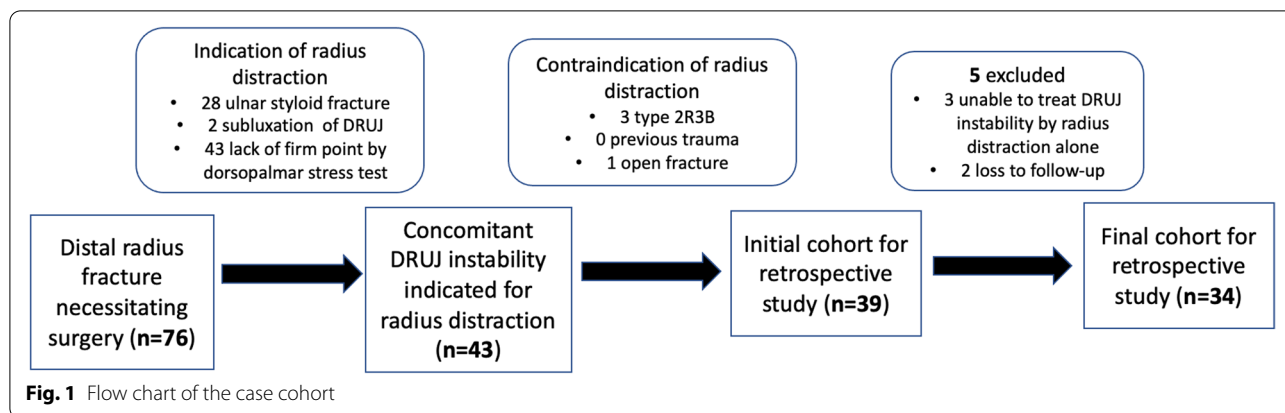 Indication of radius
distraction
• 28 ulnar styloid fracture
• 2 subluxation of DRUJ
• 43 lack of firm point by
dorsopalmar stress test
Contraindication of radius
distraction
• 3 type 2R3B
• 0 previous trauma
• 1 open fracture
5 excluded
• 3 unable to treat DRUJ
instability by radius
distraction alone
• 2 loss to follow-up
Distal radius
fracture
necessitating
surgery (n=76)
Concomitant
DRUJ instability
indicated for
radius distraction
(n=43)
Initial cohort for
retrospective
study (n=39)
Final cohort for
retrospective
study (n=34)
Fig. 1 Flow chart of the case cohort